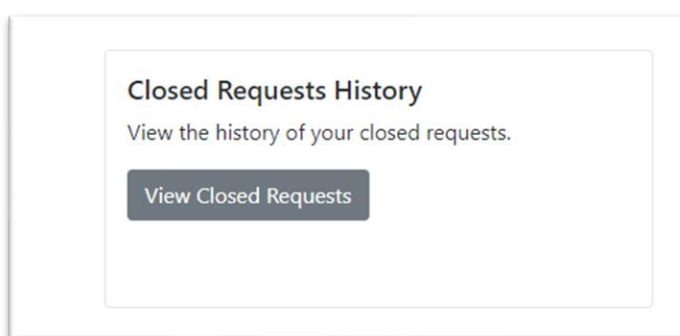 Closed Requests History
View the history of your closed requests.
View Closed Requests